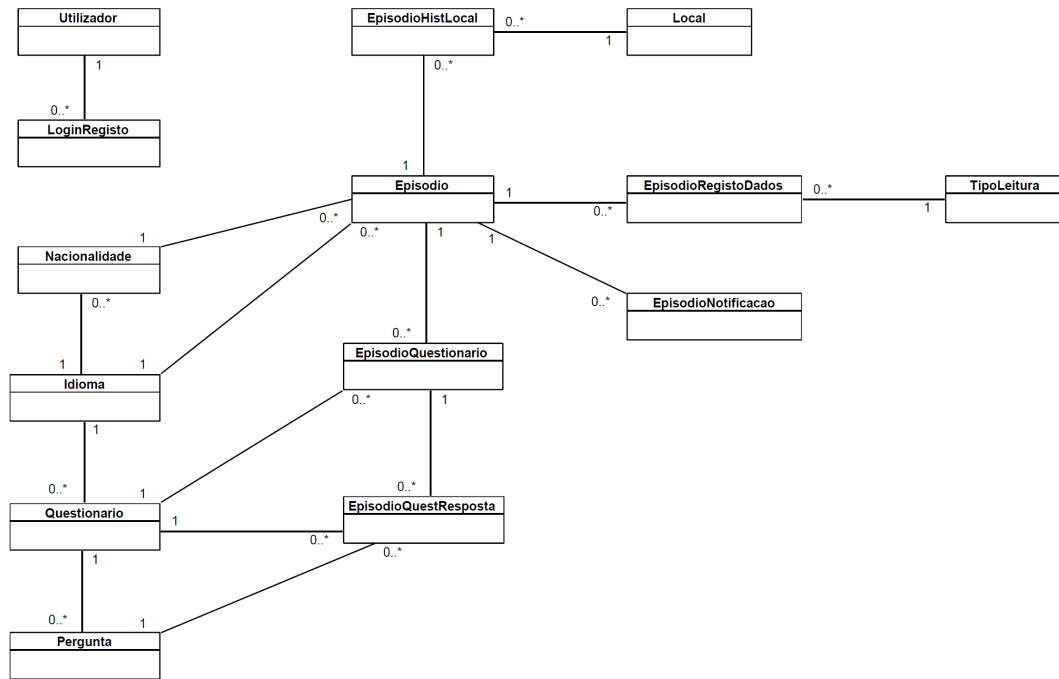 Utilizador
EpisodioHistLocal
0..*
1
Local
1
0..*
0..*
LoginRegisto
1
Episodio
1
0..*
EpisodioRegistoDados
0..*
1
TipoLeitura
1
0..*
0..*
1
1
Nacionalidade
0..*
0..*
EpisodioNotificacao
0..*
EpisodioQuestionario
1
1
Idioma
0..*
1
1
0..*
1
0..*
EpisodioQuestResposta
Questionario
1
0..*
0..*
1
0..*
1
Pergunta